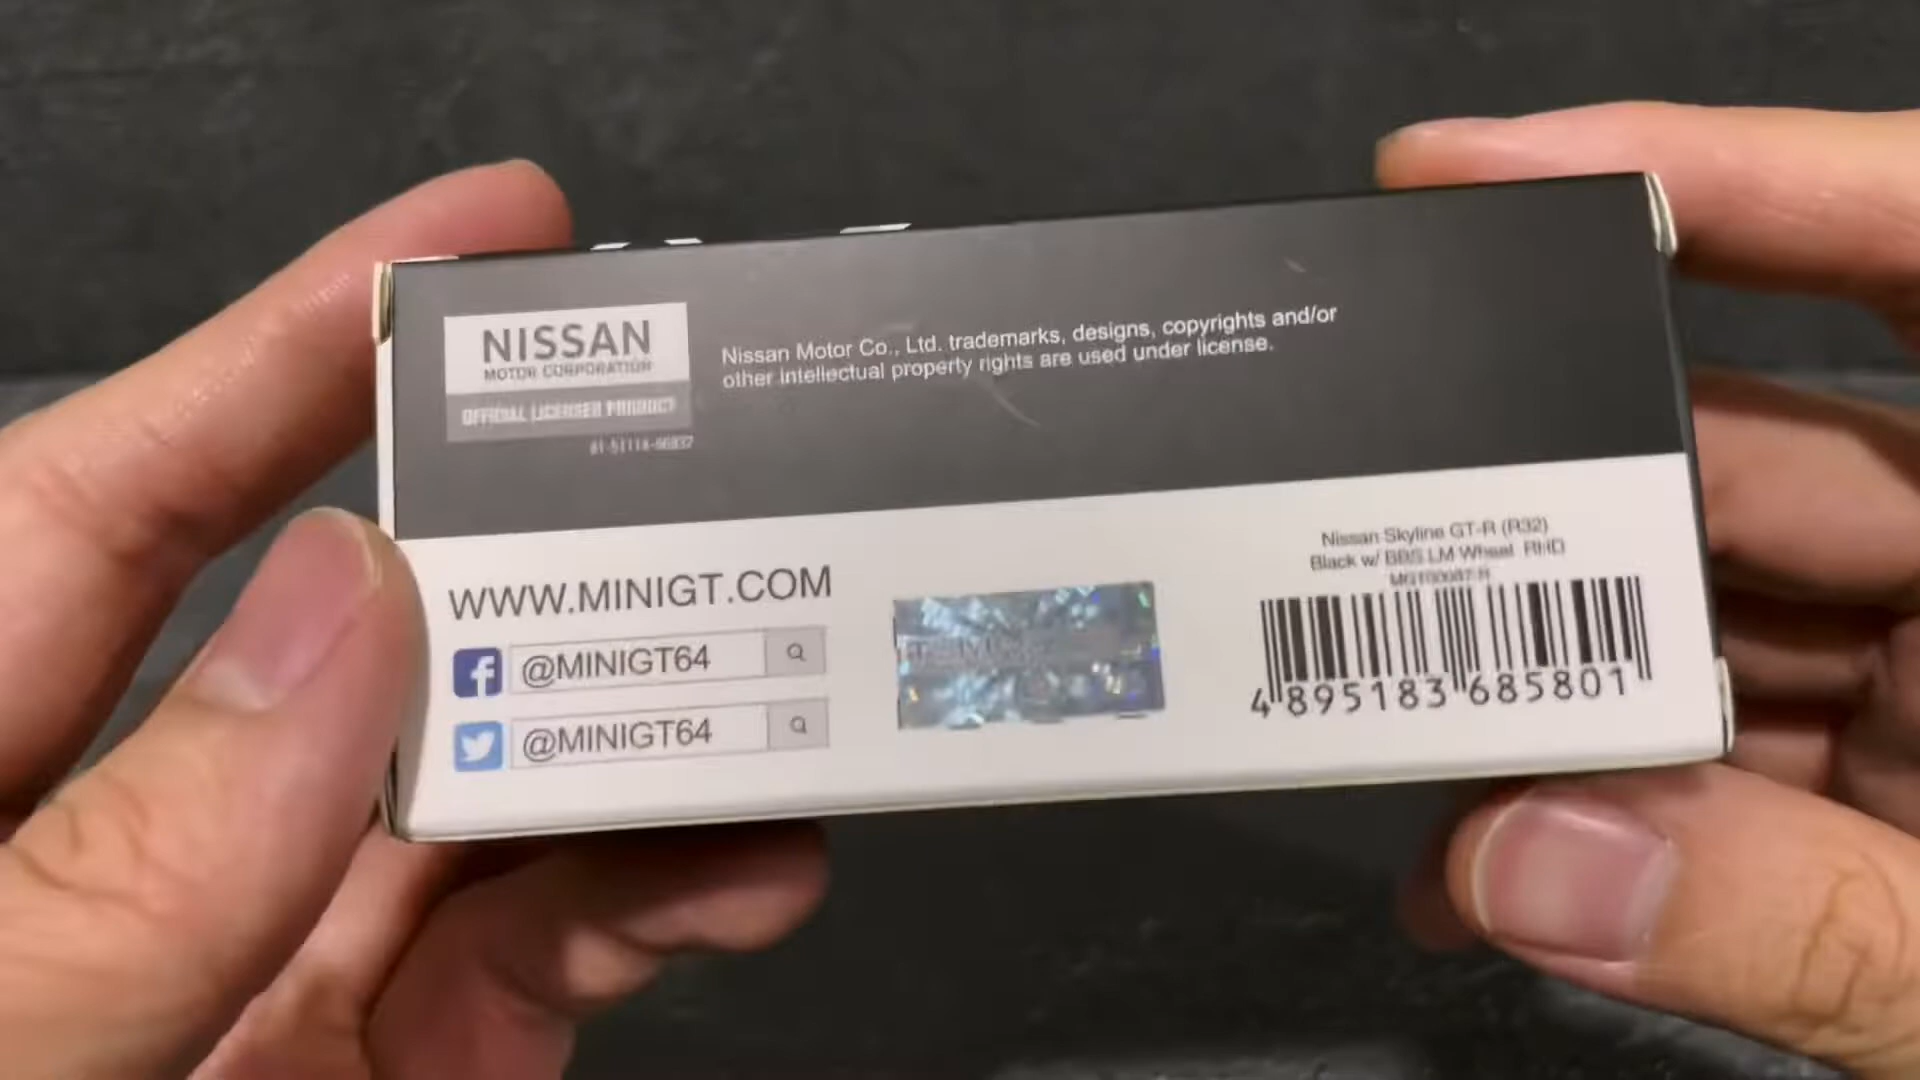 NISSAN
MOTOR CORPORATION
OFFICIAL LICENSED PRODUCT
Nissan Motor Co., Ltd. trademarks, designs, copyrights and/or
other intellectual property rights are used under license.
WWW.MINIGT.COM
@MINIGT64
@MINIGT64
Nissan Skyline GT-R (R32)
Black w/ BBS LM Wheel RHD
4 895183 685801